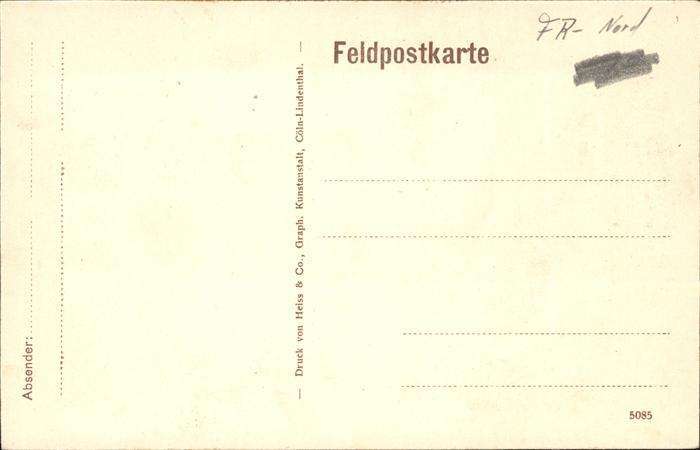 FR- Nord
Feldpostkarte
Absender:
— Druck von Heiss & Co., Graph. Kunstanstalt, Cöln-Lindenthal. —
5085